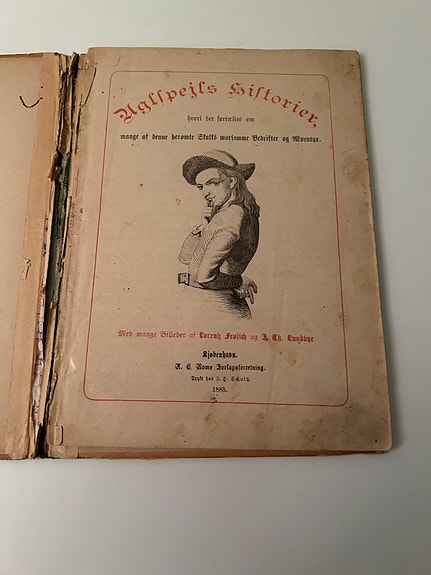 Uglspejls Historier,
hvori der fortælles om
mange af denne berømte Skalks morsomme Bedrifter og Eventyr.
Med mange Billeder af Lorentz Frølich og J. Th. Lundbye
Kjøbenhavn.
N. C. Roms Forlagsforretning.
Trykt hos J. H. Schultz.
1885.